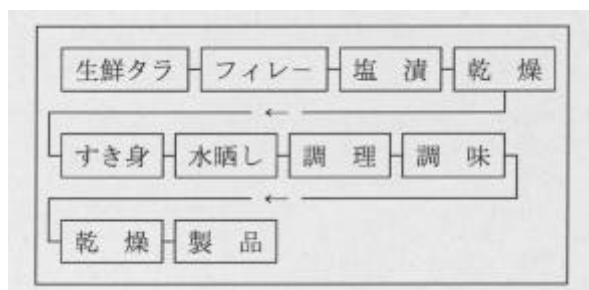 生鮮タラ フィレー 塩漬 乾燥
←
すき身 水晒し 調理 調味
←
乾燥 製品